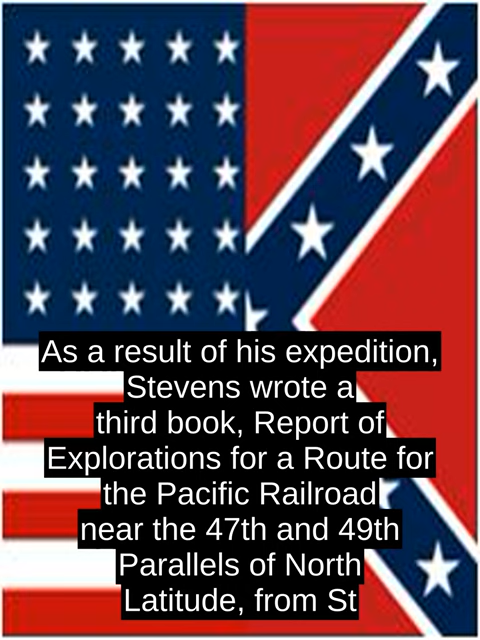 As a result of his expedition,
Stevens wrote a
third book, Report of
Explorations for a Route for
the Pacific Railroad
near the 47th and 49th
Parallels of North
Latitude, from St